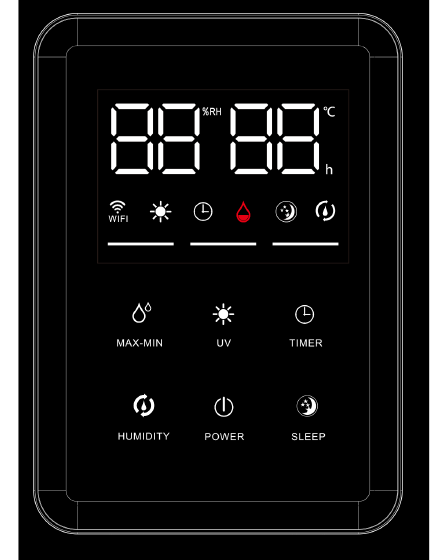 88 %RH 88 ℃
h
WIFI
MAX-MIN UV TIMER
HUMIDITY POWER SLEEP